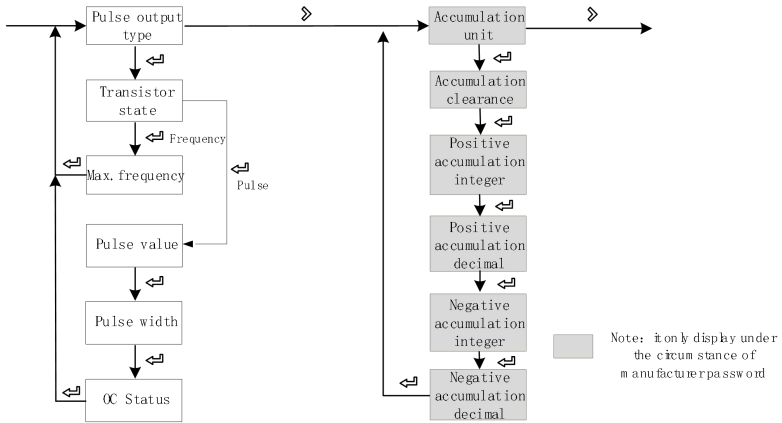 Pulse output
type
Transistor
state
Frequency
Max.frequency
Pulse
Pulse value
Pulse width
OC Status
Accumulation
unit
Accumulation
clearance
Positive
accumulation
integer
Positive
accumulation
decimal
Negative
accumulation
integer
Negative
accumulation
decimal
Note: it only display under
the circumstance of
manufacturer password